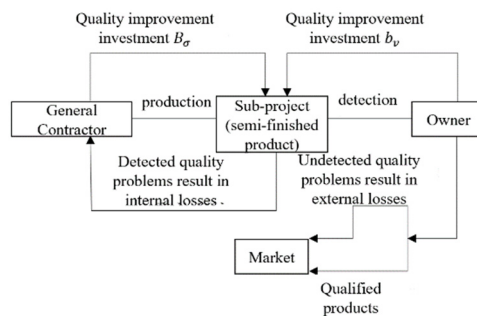 Quality improvement
investment Bσ
Quality improvement
investment bν
General
Contractor
production
Sub-project
(semi-finished
product)
detection
Owner
Detected quality
problems result in
internal losses
Undetected quality
problems result in
external losses
Market
Qualified
products